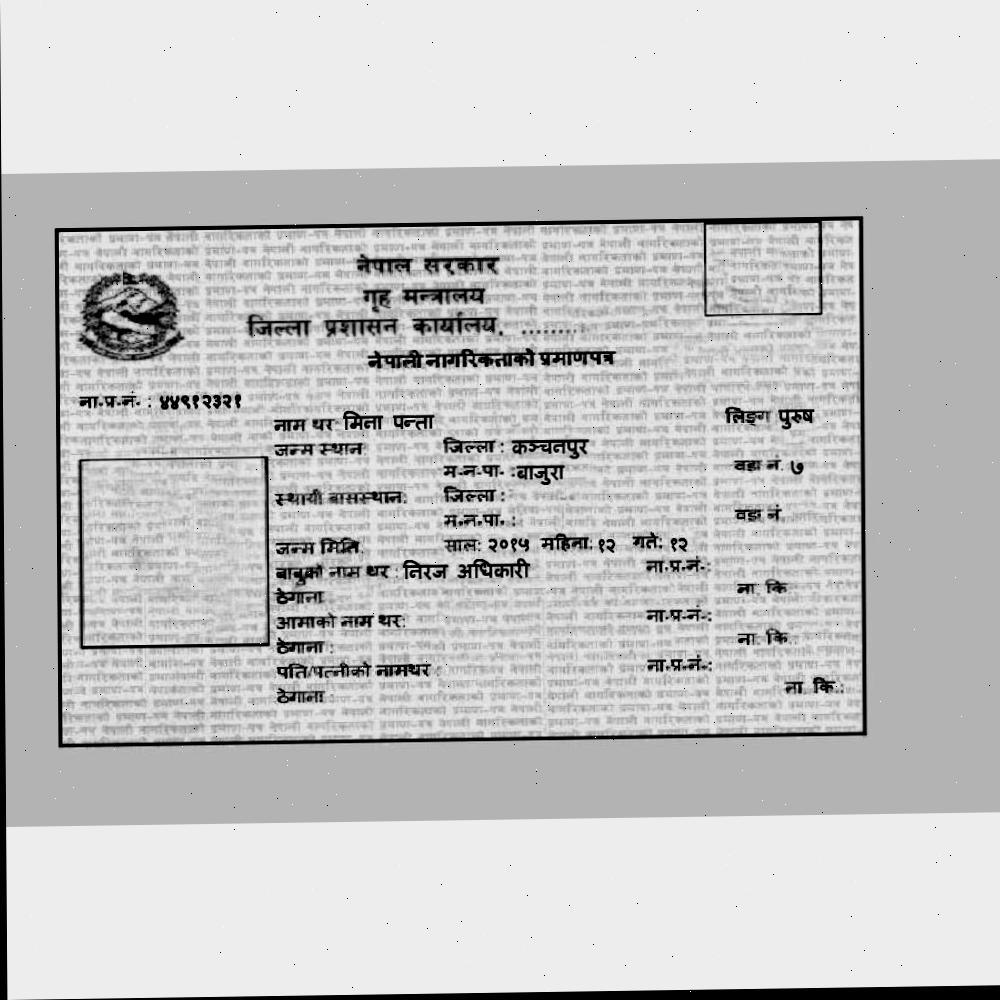 नेपाल सरकार
गृह मन्त्रालय
जिल्ला प्रशासन कार्यालय, .........
नेपाली नागरिकताको प्रमाणपत्र
ना.प्र.नं. : ४४९१२३२१
नाम थर मिना पन्ता लिङ्ग पुरुष
जन्म स्थान: जिल्ला : कञ्चनपुर
म.न.पा. :बाजुरा वडा नं. ७
स्थायी बासस्थान: जिल्ला :
म.न.पा. : वडा नं.
जन्म मिति: साल: २०१५ महिना: १२ गते: १२
बाबुको नाम थर : निरज अधिकारी ना.प्र.नं.:
ठेगाना : ना. कि.
आमाको नाम थर: ना.प्र.नं.:
ठेगाना : ना. कि.:
पति/पत्नीको नामथर : ना.प्र.नं.:
ठेगाना : ना. कि.: